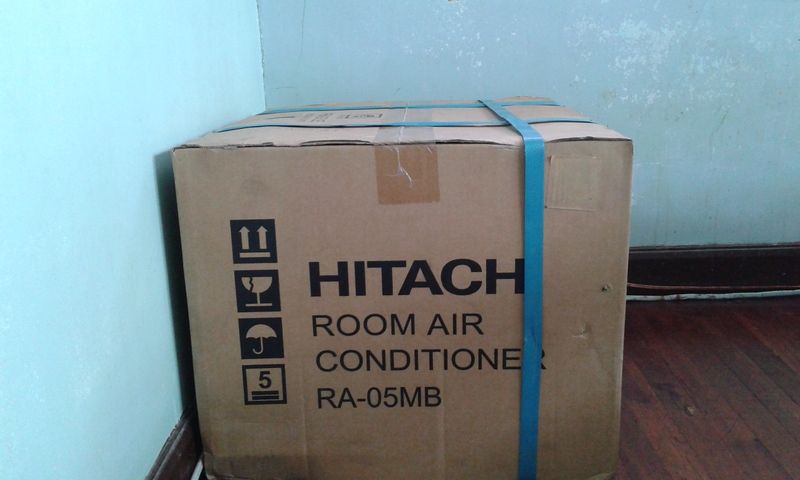 HITACH
ROOM AIR
CONDITIONER
RA-05MB
5